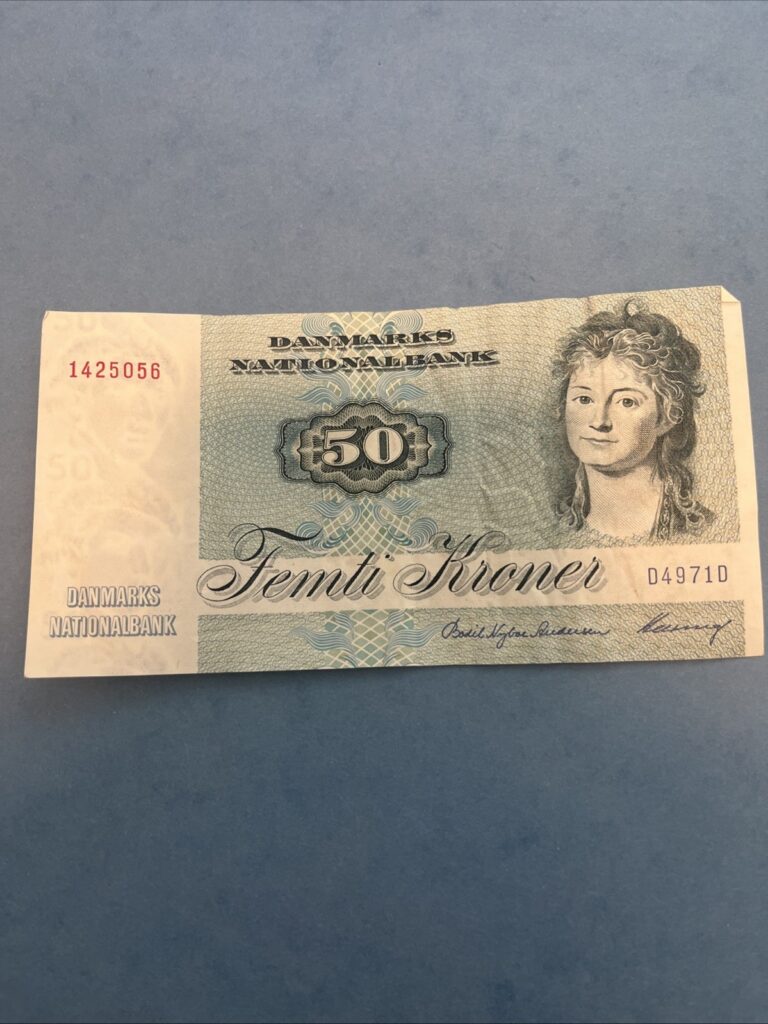 1425056
DANMARKS
NATIONALBANK
50
Femti Kroner
D4971D
DANMARKS
NATIONALBANK
Bodil Nyboe Andersen